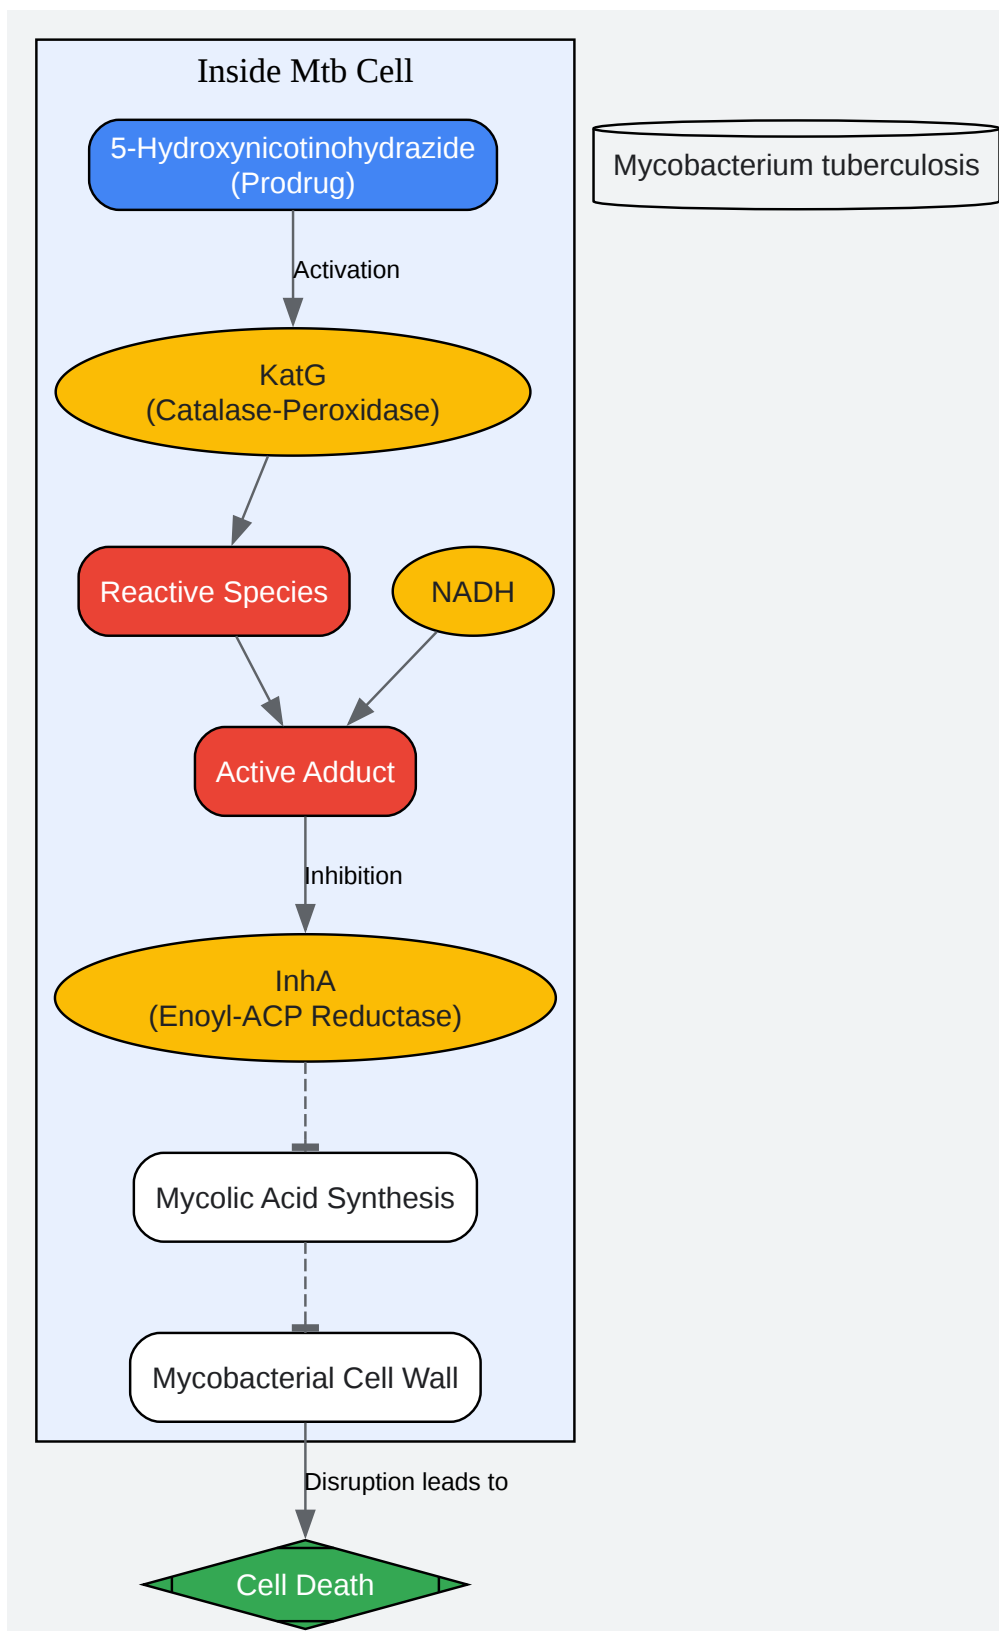 Inside Mtb Cell
5-Hydroxynicotinohydrazide
(Prodrug)
Mycobacterium tuberculosis
Activation
KatG
(Catalase-Peroxidase)
Reactive Species
NADH
Active Adduct
Inhibition
InhA
(Enoyl-ACP Reductase)
Mycolic Acid Synthesis
Mycobacterial Cell Wall
Disruption leads to
Cell Death